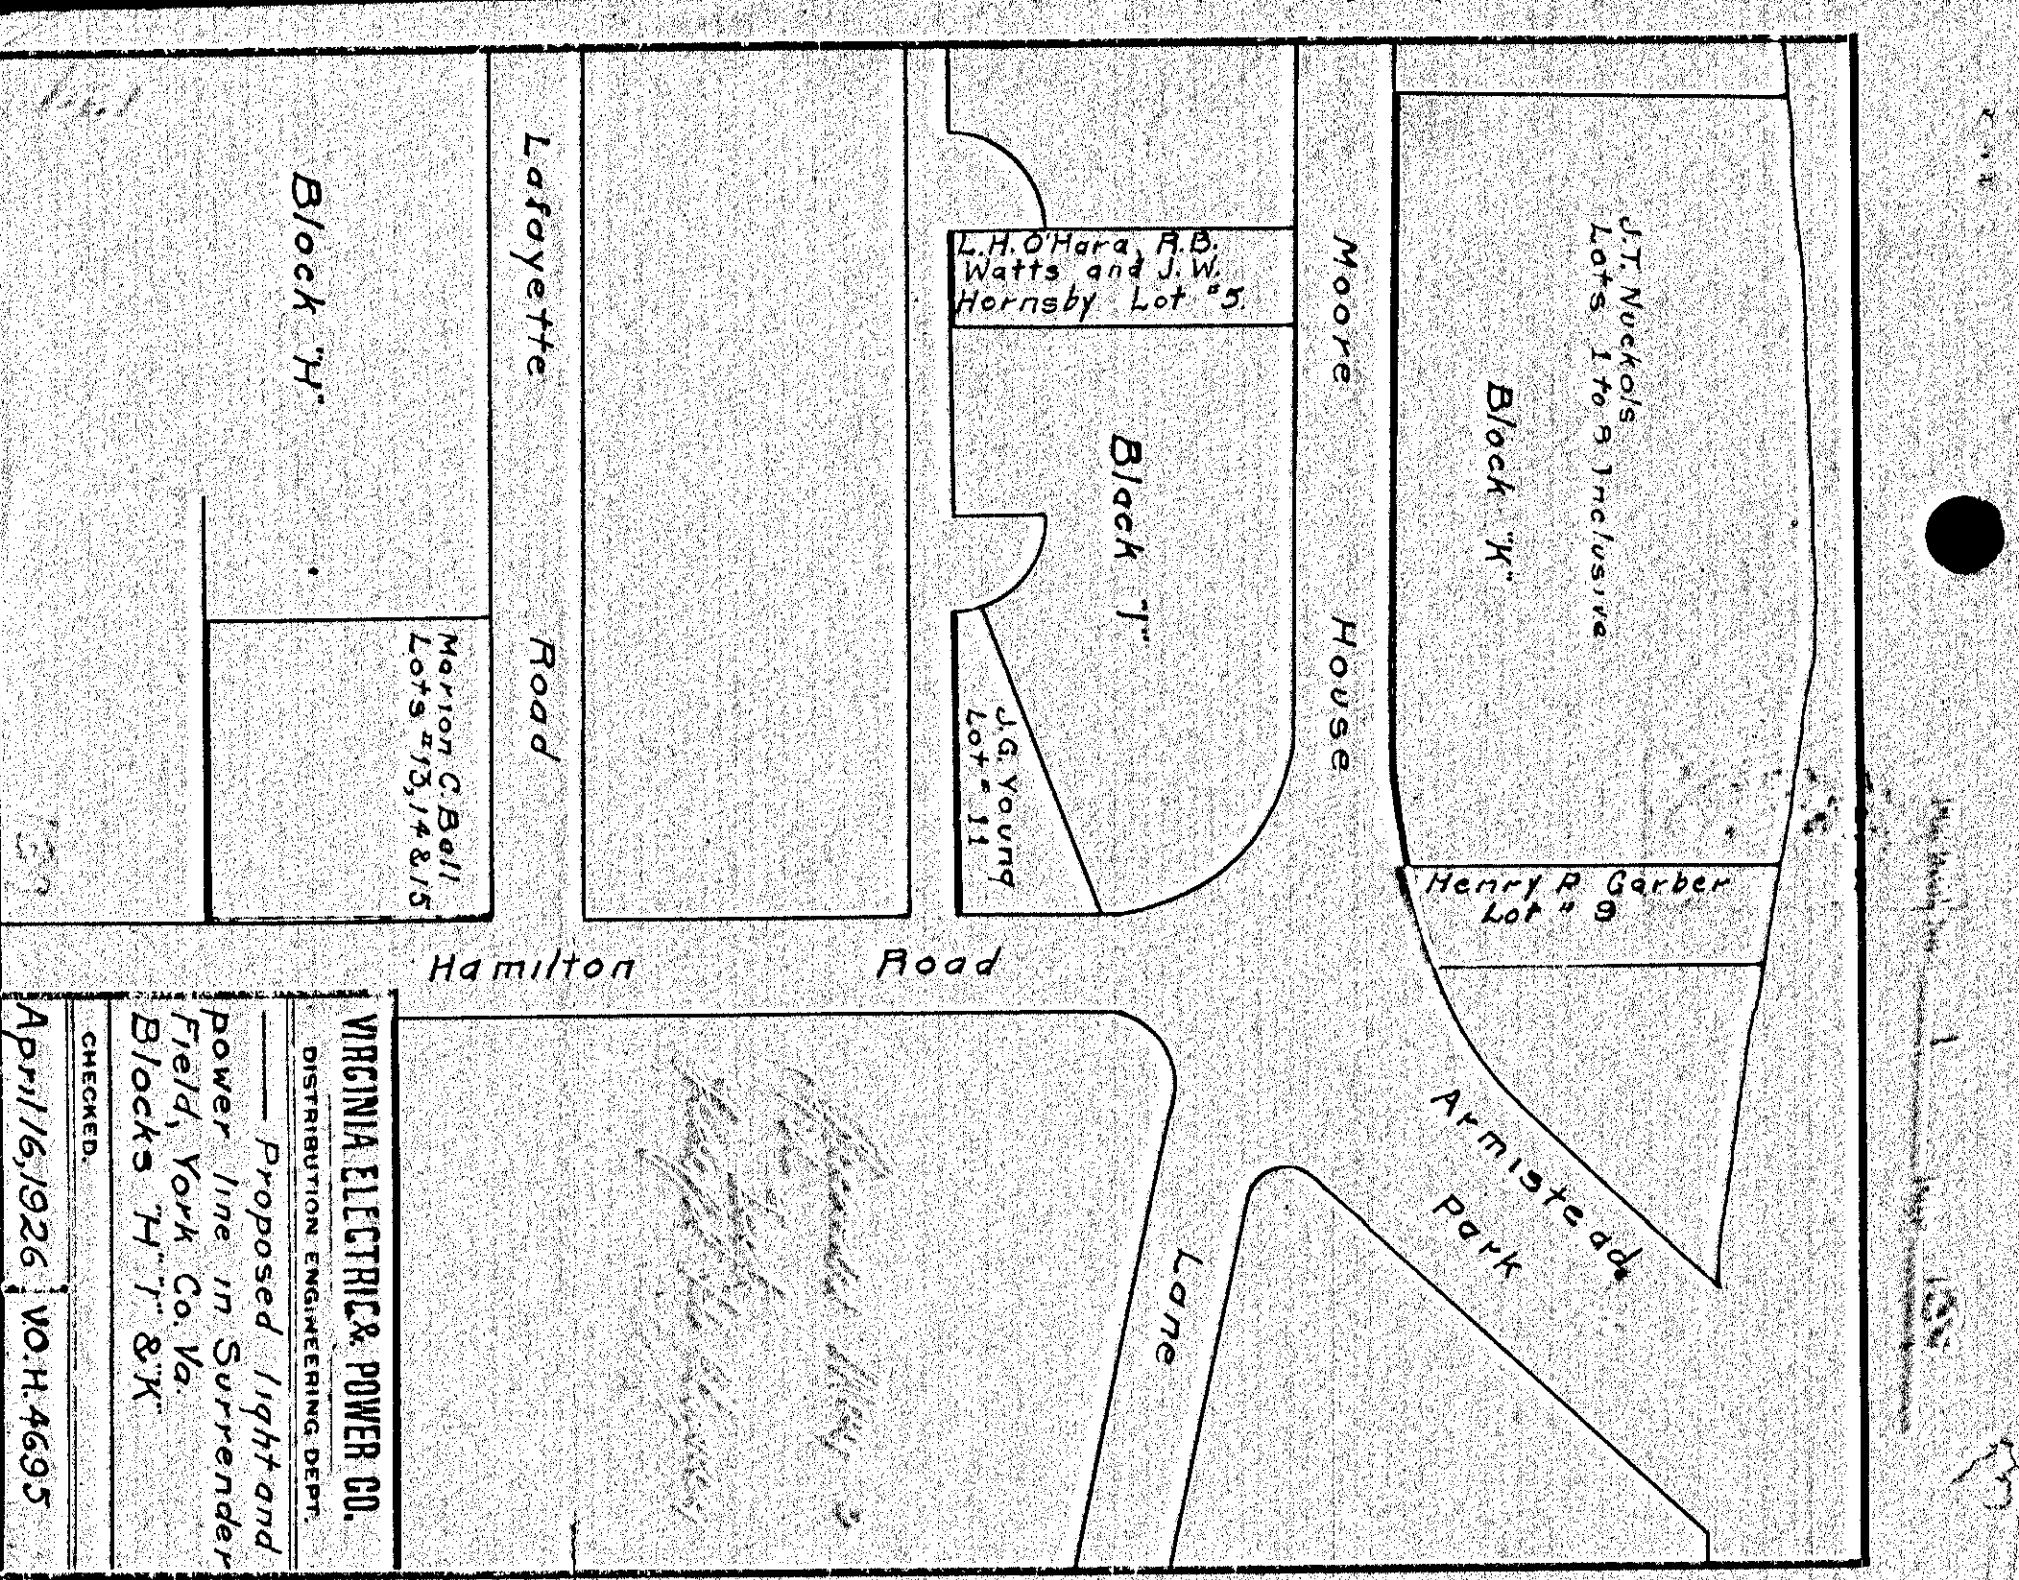 J.T. Nuckols
Lots 1 to 8 Inclusive
Block "K"
Henry P. Garber
Lot # 9
Armistead
Park
Moore House
Lane
L.H. O'Hara, R.B.
Watts and J.W.
Hornsby Lot #5.
Block "I"
J.G. Young
Lot # 11
Hamilton Road
Lafayette Road
Block "H"
Marion C. Ball
Lots #13, 14 & 15
VIRGINIA ELECTRIC & POWER CO.
DISTRIBUTION ENGINEERING DEPT.
Proposed light and
power line in Surrender
Field, York Co. Va.
Blocks "H" "I" & "K"
CHECKED.
April 16, 1926 VO.H. 4695